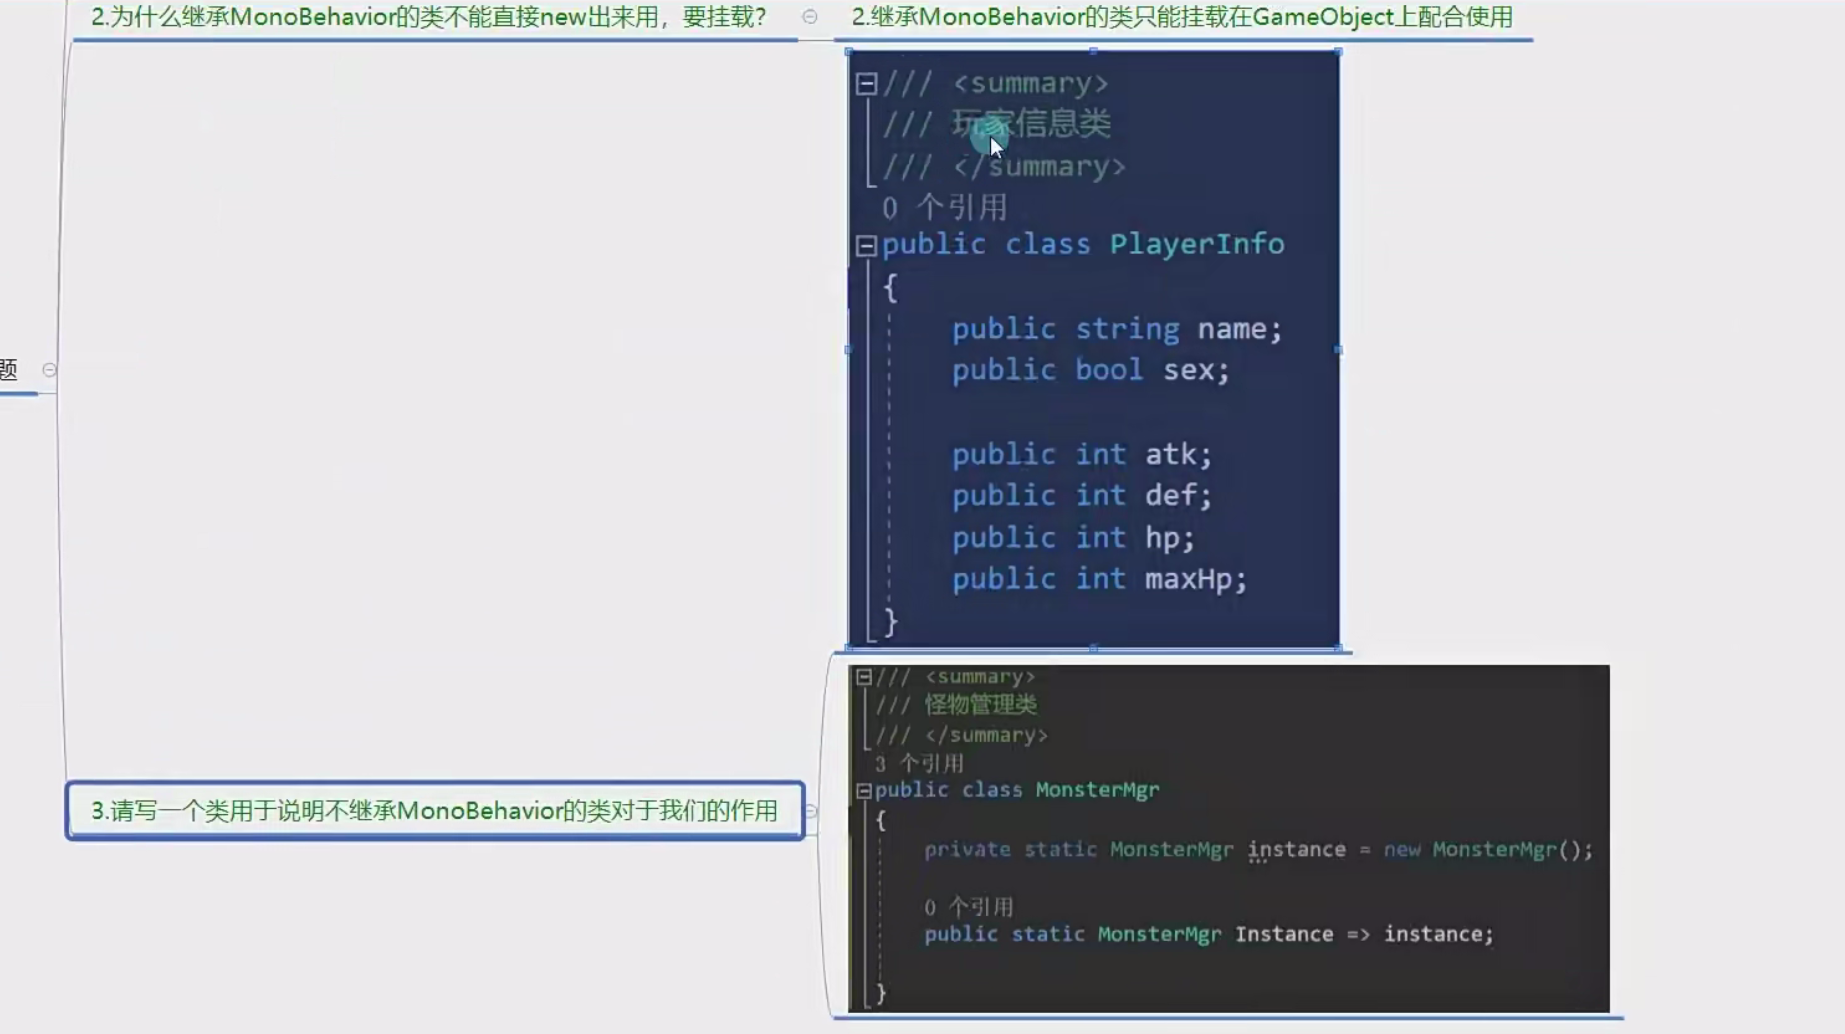 2.为什么继承MonoBehavior的类不能直接new出来用，要挂载？
2.继承MonoBehavior的类只能挂载在GameObject上配合使用
/// <summary>
/// 玩家信息类
/// </summary>
0 个引用
public class PlayerInfo
{
public string name;
public bool sex;
public int atk;
public int def;
public int hp;
public int maxHp;
}
题
3.请写一个类用于说明不继承MonoBehavior的类对于我们的作用
/// <summary>
/// 怪物管理类
/// </summary>
3 个引用
public class MonsterMgr
{
private static MonsterMgr instance = new MonsterMgr();
0 个引用
public static MonsterMgr Instance => instance;
}